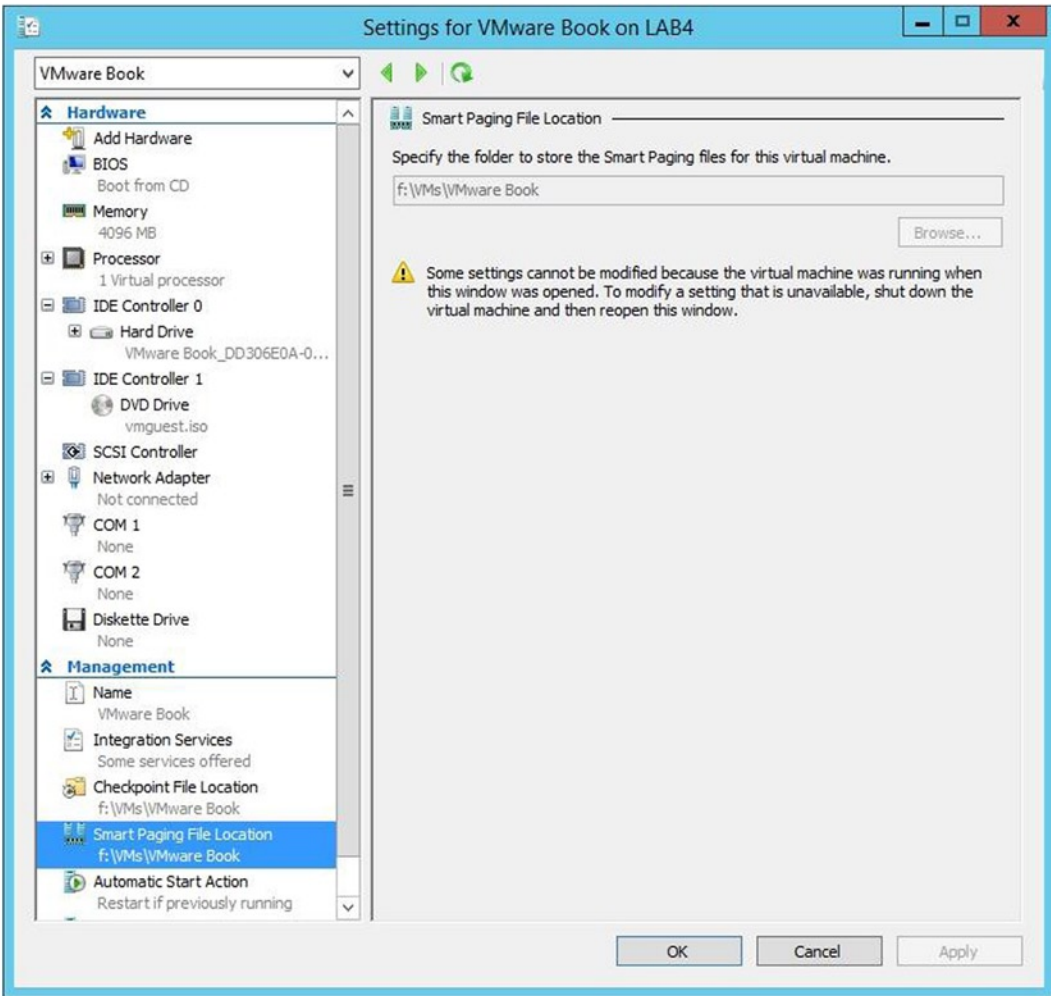 Settings for VMware Book on LAB4
VMware Book
Hardware
Add Hardware
BIOS
Boot from CD
Memory
4096 MB
Processor
1 Virtual processor
IDE Controller 0
Hard Drive
VMware Book_DD306E0A-0...
IDE Controller 1
DVD Drive
vmguest.iso
SCSI Controller
Network Adapter
Not connected
COM 1
None
COM 2
None
Diskette Drive
None
Management
Name
VMware Book
Integration Services
Some services offered
Checkpoint File Location
f:\VMs\VMware Book
Smart Paging File Location
f:\VMs\VMware Book
Automatic Start Action
Restart if previously running
Smart Paging File Location
Specify the folder to store the Smart Paging files for this virtual machine.
f:\VMs\VMware Book
Browse...
Some settings cannot be modified because the virtual machine was running when
this window was opened. To modify a setting that is unavailable, shut down the
virtual machine and then reopen this window.
OK
Cancel
Apply